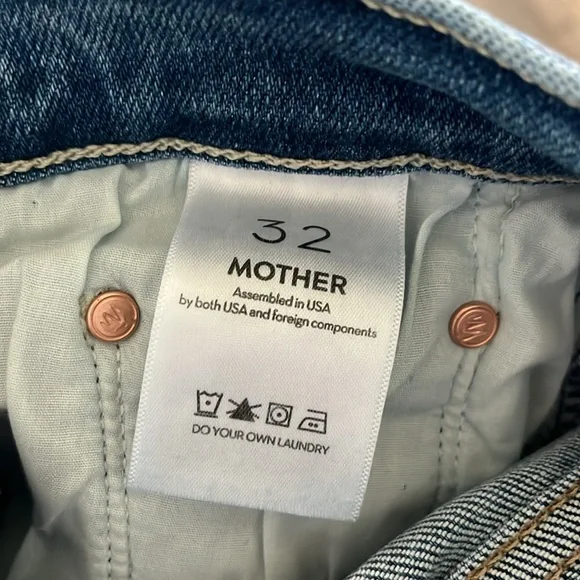 32
MOTHER
Assembled in USA
by both USA and foreign components
DO YOUR OWN LAUNDRY